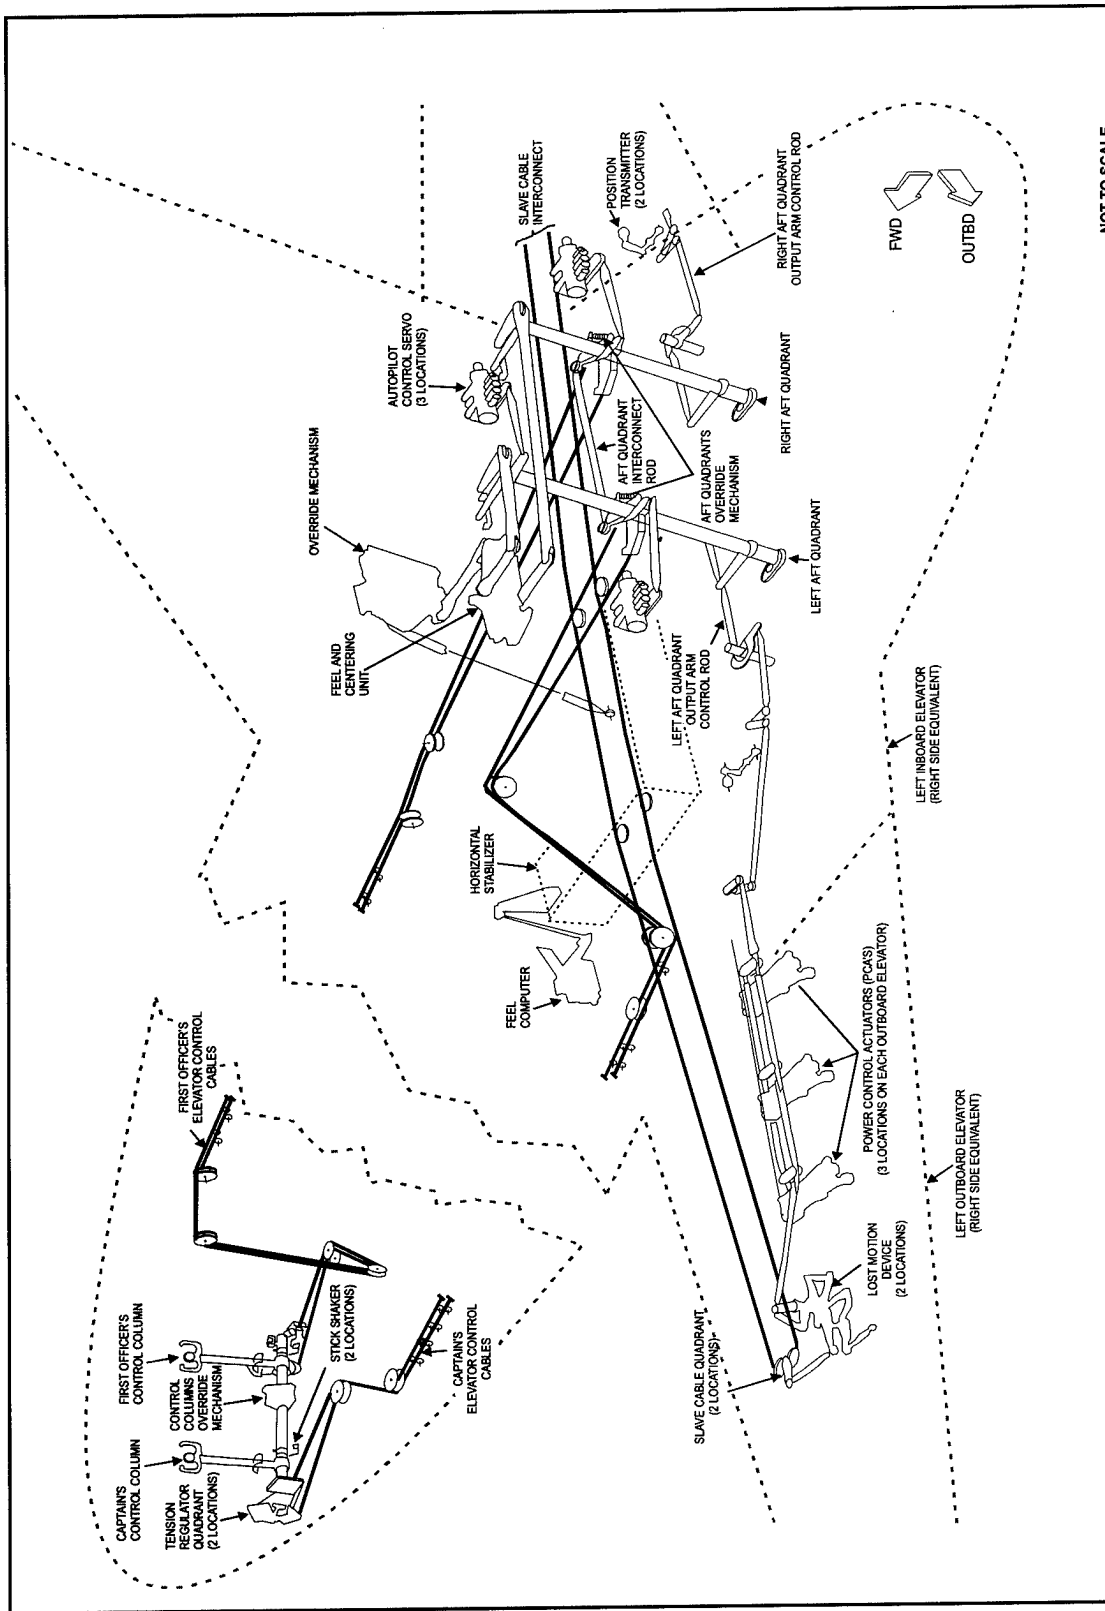 CAPTAIN'S
CONTROL COLUMN
FIRST OFFICER'S
CONTROL COLUMN
FIRST OFFICER'S
ELEVATOR CONTROL
CABLES
TENSION
REGULATOR
QUADRANT
(2 LOCATIONS)
CONTROL
COLUMNS
OVERRIDE
MECHANISM
STICK SHAKER
(2 LOCATIONS)
CAPTAIN'S
ELEVATOR CONTROL
CABLES
OVERRIDE MECHANISM
FEEL AND
CENTERING
UNIT
AUTOPILOT
CONTROL SERVO
(3 LOCATIONS)
SLAVE CABLE
INTERCONNECT
POSITION
TRANSMITTER
(2 LOCATIONS)
HORIZONTAL
STABILIZER
FEEL
COMPUTER
AFT QUADRANT
INTERCONNECT
ROD
AFT QUADRANTS
OVERRIDE
MECHANISM
RIGHT AFT QUADRANT
OUTPUT ARM CONTROL ROD
RIGHT AFT QUADRANT
LEFT AFT QUADRANT
LEFT AFT QUADRANT
OUTPUT ARM
CONTROL ROD
SLAVE CABLE QUADRANT
(2 LOCATIONS)
LOST MOTION
DEVICE
(2 LOCATIONS)
POWER CONTROL ACTUATORS (PCA'S)
(3 LOCATIONS ON EACH OUTBOARD ELEVATOR)
LEFT INBOARD ELEVATOR
(RIGHT SIDE EQUIVALENT)
LEFT OUTBOARD ELEVATOR
(RIGHT SIDE EQUIVALENT)
FWD
OUTBD
NOT TO SCALE